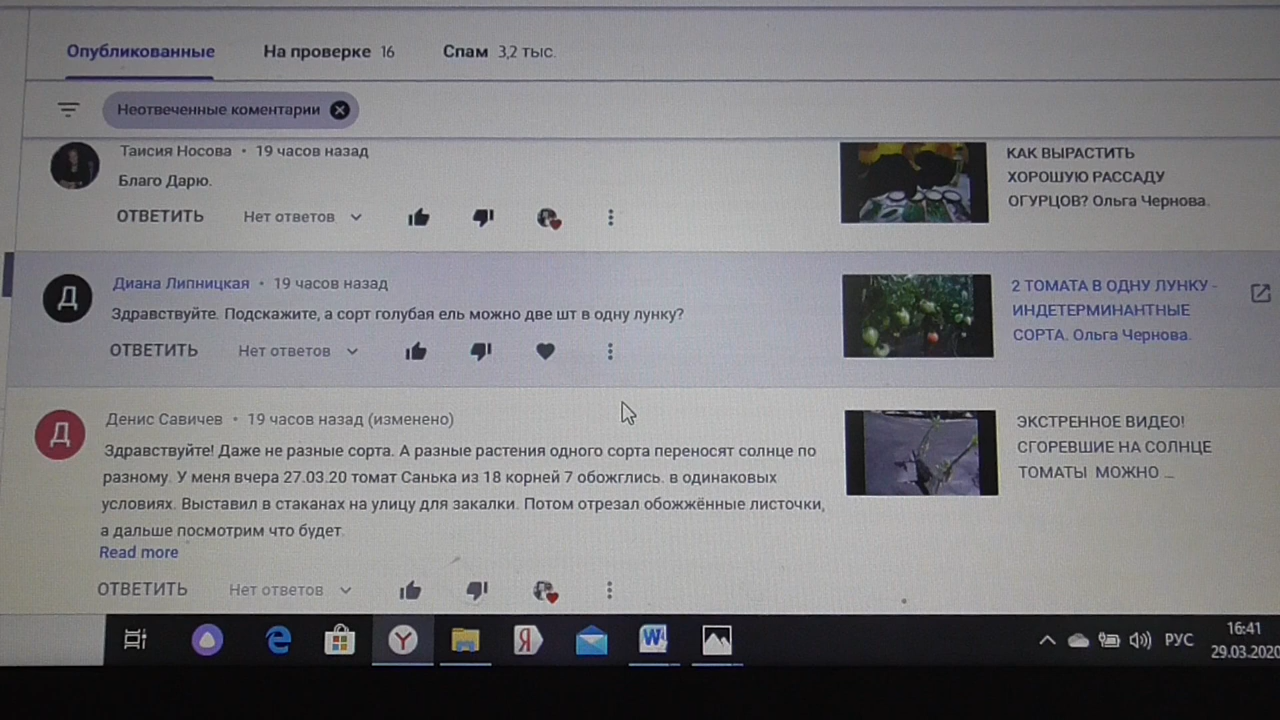 Опубликованные На проверке 16 Спам 3,2 тыс.
Неотвеченные коментарии
Таисия Носова • 19 часов назад
Благо Дарю.
ОТВЕТИТЬ Нет ответов
КАК ВЫРАСТИТЬ
ХОРОШУЮ РАССАДУ
ОГУРЦОВ? Ольга Чернова.
Д
Диана Липницкая • 19 часов назад
Здравствуйте. Подскажите, а сорт голубая ель можно две шт в одну лунку?
ОТВЕТИТЬ Нет ответов
2 ТОМАТА В ОДНУ ЛУНКУ -
ИНДЕТЕРМИНАНТНЫЕ
СОРТА. Ольга Чернова.
Д
Денис Савичев • 19 часов назад (изменено)
Здравствуйте! Даже не разные сорта. А разные растения одного сорта переносят солнце по
разному. У меня вчера 27.03.20 томат Санька из 18 корней 7 обожглись. в одинаковых
условиях. Выставил в стаканах на улицу для закалки. Потом отрезал обожжённые листочки,
а дальше посмотрим что будет.
Read more
ОТВЕТИТЬ Нет ответов
ЭКСТРЕННОЕ ВИДЕО!
СГОРЕВШИЕ НА СОЛНЦЕ
ТОМАТЫ МОЖНО ...
РУС
16:41
29.03.2020